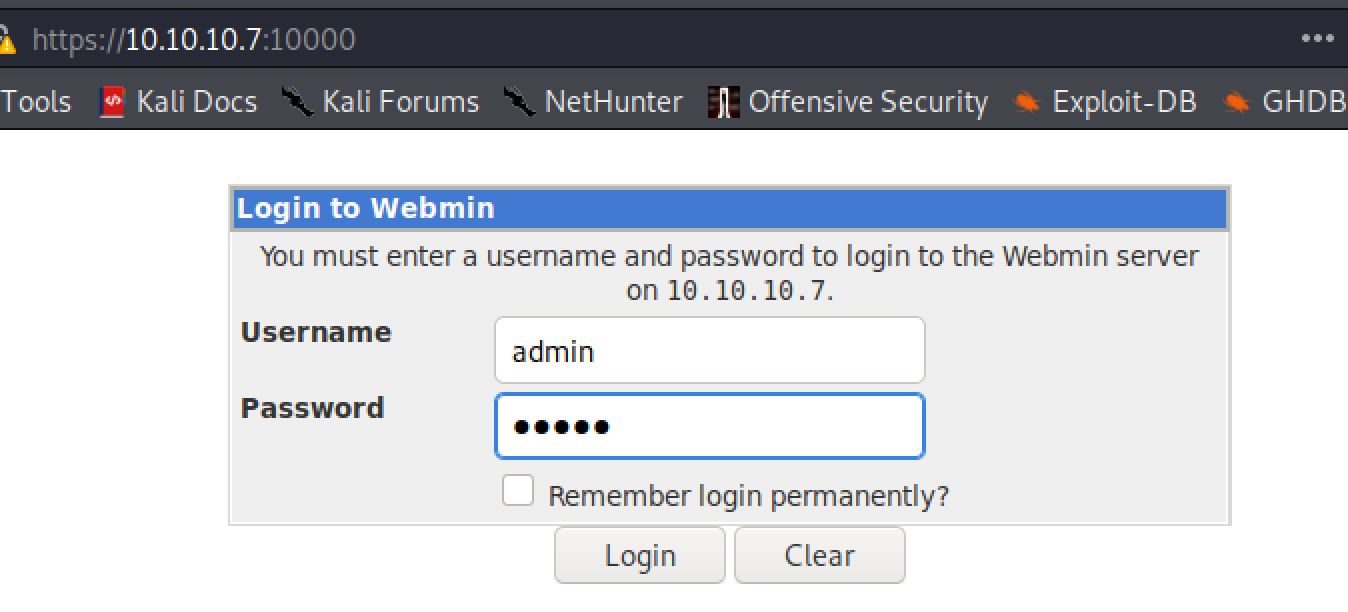 https://10.10.10.7:10000
Tools Kali Docs Kali Forums NetHunter Offensive Security Exploit-DB GHDB
Login to Webmin
You must enter a username and password to login to the Webmin server
on 10.10.10.7.
Username admin
Password •••••
Remember login permanently?
Login Clear